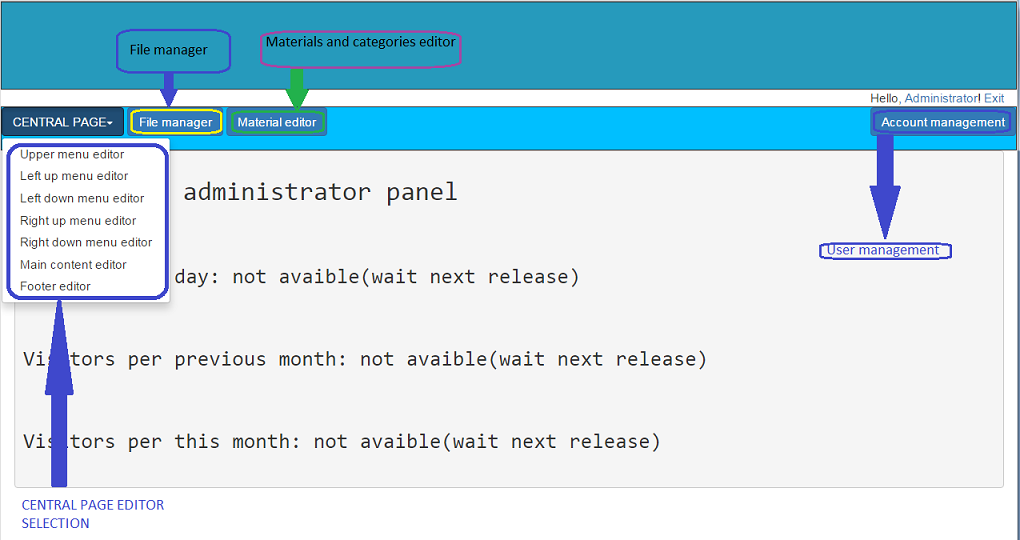 File manager
Materials and categories editor
Hello, Administrator! Exit
CENTRAL PAGE
File manager
Material editor
Account management
Upper menu editor
Left up menu editor
Left down menu editor
Right up menu editor
Right down menu editor
Main content editor
Footer editor
administrator panel
User management
day: not avaible(wait next release)
Visitors per previous month: not avaible(wait next release)
Visitors per this month: not avaible(wait next release)
CENTRAL PAGE EDITOR
SELECTION